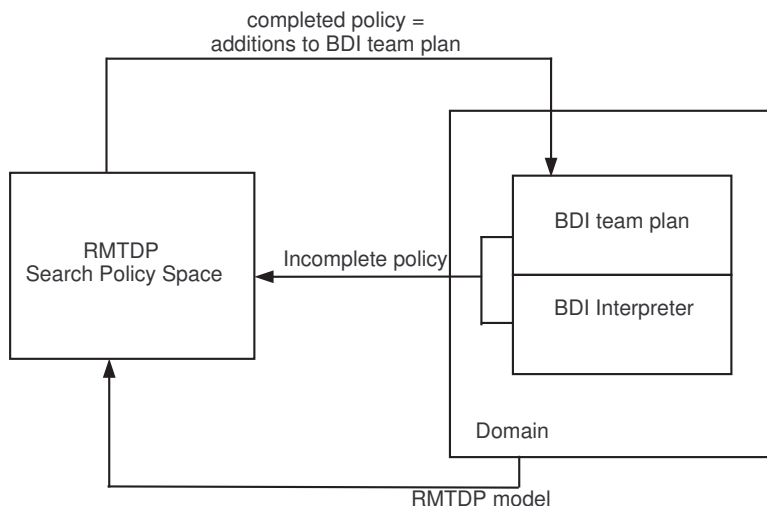 completed policy =
additions to BDI team plan
RMTDP
Search Policy Space
Incomplete policy
BDI team plan
BDI Interpreter
Domain
RMTDP model